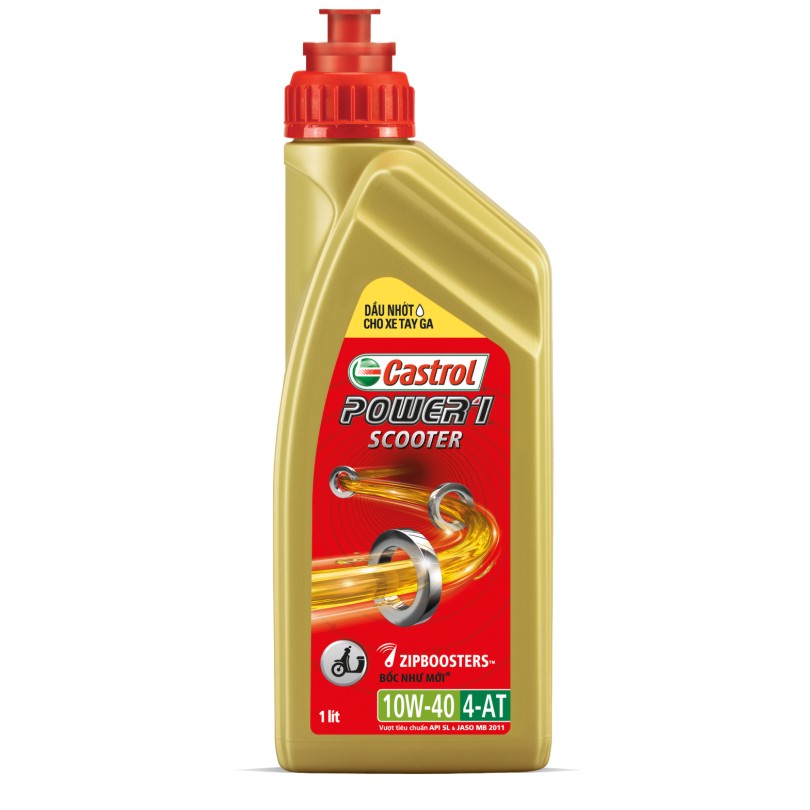 DẦU NHỚT
CHO XE TAY GA
Castrol
POWER1
SCOOTER
ZIPBOOSTERS™
BỐC NHƯ MỚI*
10W-40 4-AT
1 lít
Vượt tiêu chuẩn API SL & JASO MB 2011